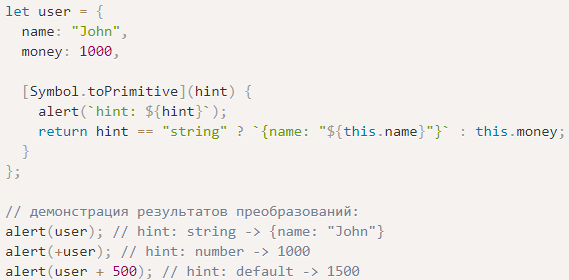 let user = {
  name: "John",
  money: 1000,

  [Symbol.toPrimitive](hint) {
    alert(`hint: ${hint}`);
    return hint == "string" ? `{name: "${this.name}"}` : this.money;
  }
};

// демонстрация результатов преобразований:
alert(user); // hint: string -> {name: "John"}
alert(+user); // hint: number -> 1000
alert(user + 500); // hint: default -> 1500